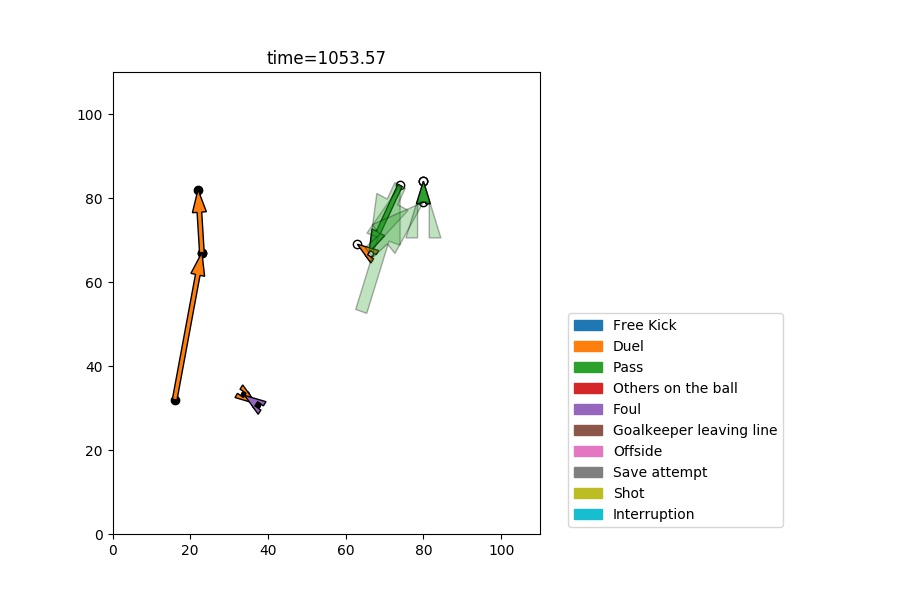 time=1053.57
100
80
60
40
20
0
0 20 40 60 80 100
Free Kick
Duel
Pass
Others on the ball
Foul
Goalkeeper leaving line
Offside
Save attempt
Shot
Interruption